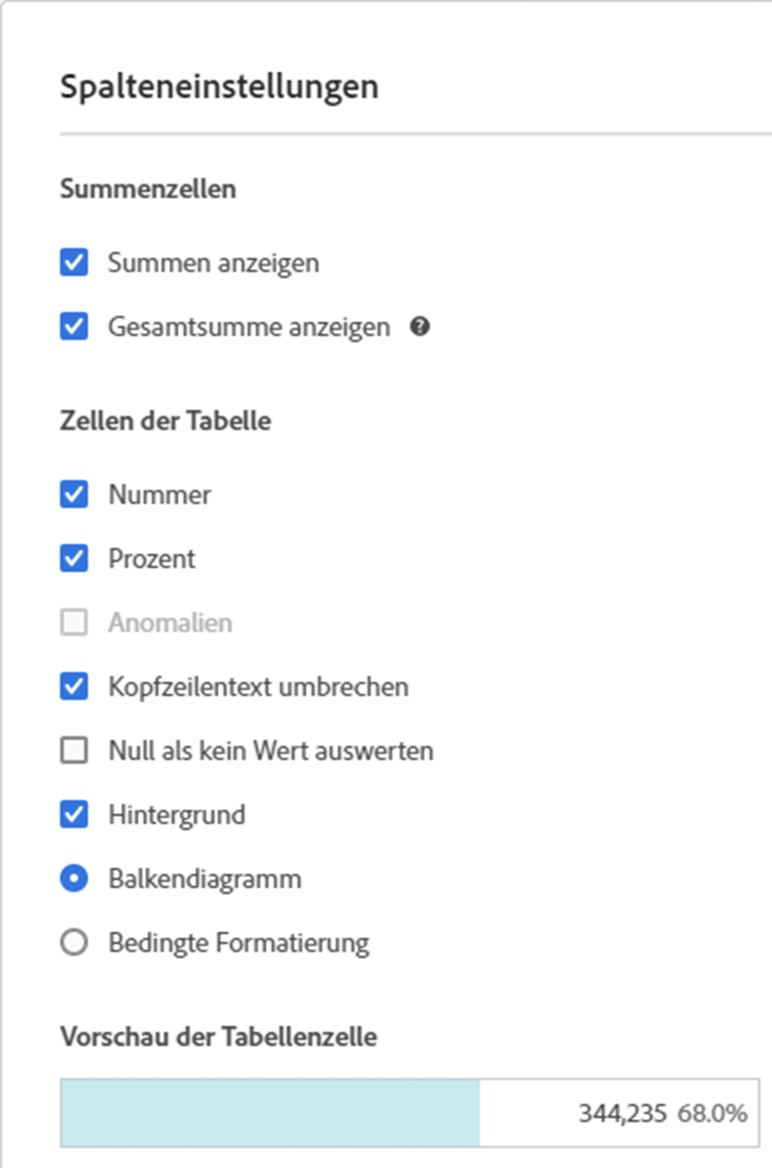 Spalteneinstellungen
Summenzellen
Summen anzeigen
Gesamtsumme anzeigen ?
Zellen der Tabelle
Nummer
Prozent
Anomalien
Kopfzeilentext umbrechen
Null als kein Wert auswerten
Hintergrund
Balkendiagramm
Bedingte Formatierung
Vorschau der Tabellenzelle
344,235 68.0%